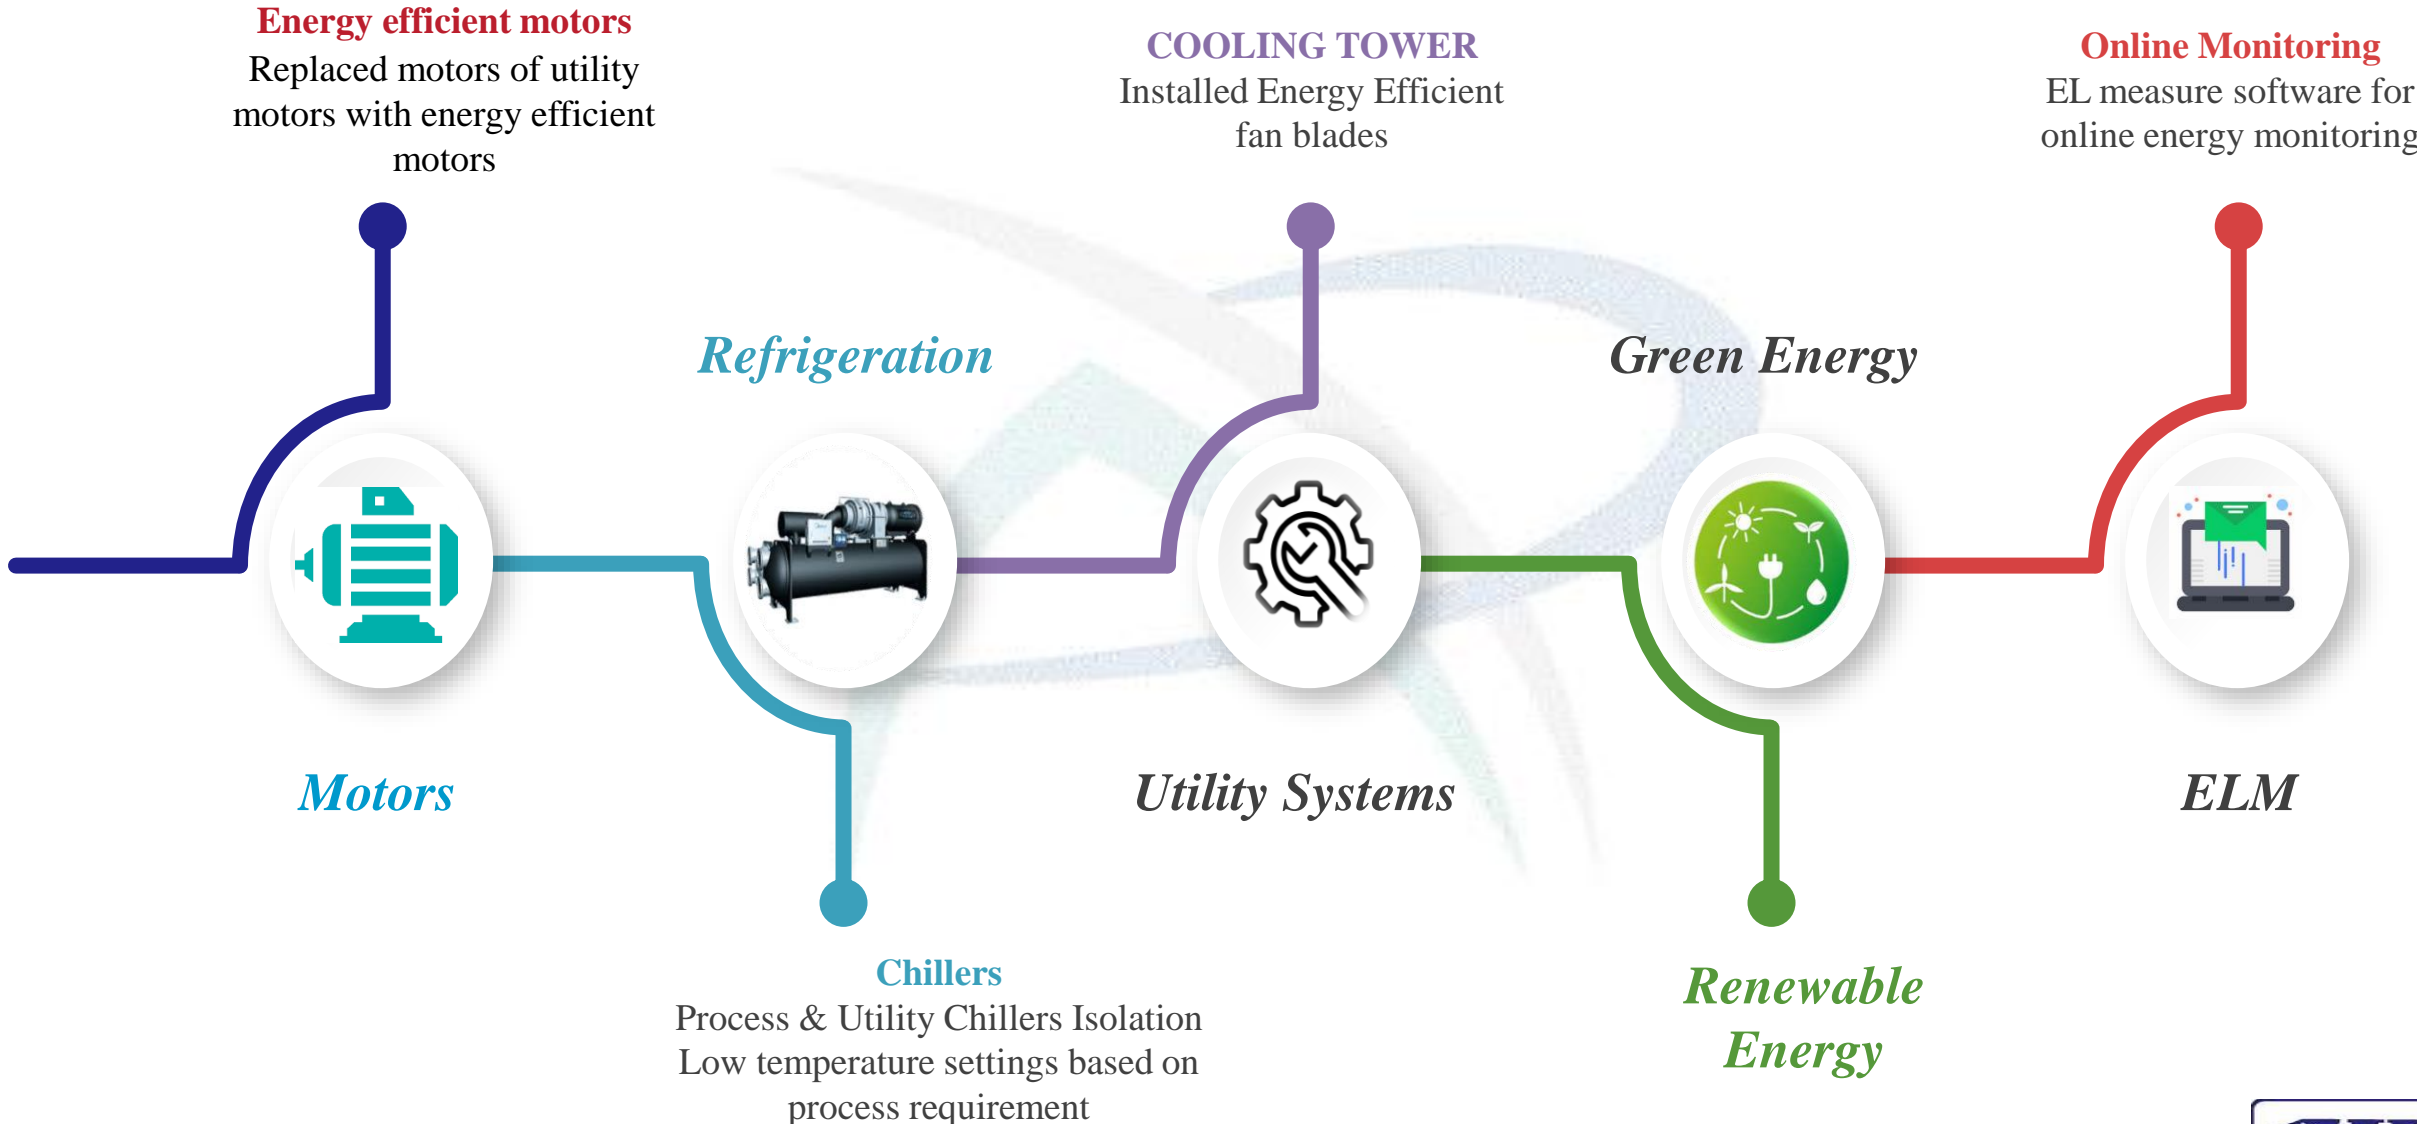 Energy efficient motors
Replaced motors of utility
motors with energy efficient
motors
COOLING TOWER
Installed Energy Efficient
fan blades
Online Monitoring
EL measure software for
online energy monitoring
Refrigeration
Green Energy
Motors
Utility Systems
ELM
Chillers
Process & Utility Chillers Isolation
Low temperature settings based on
process requirement
Renewable
Energy